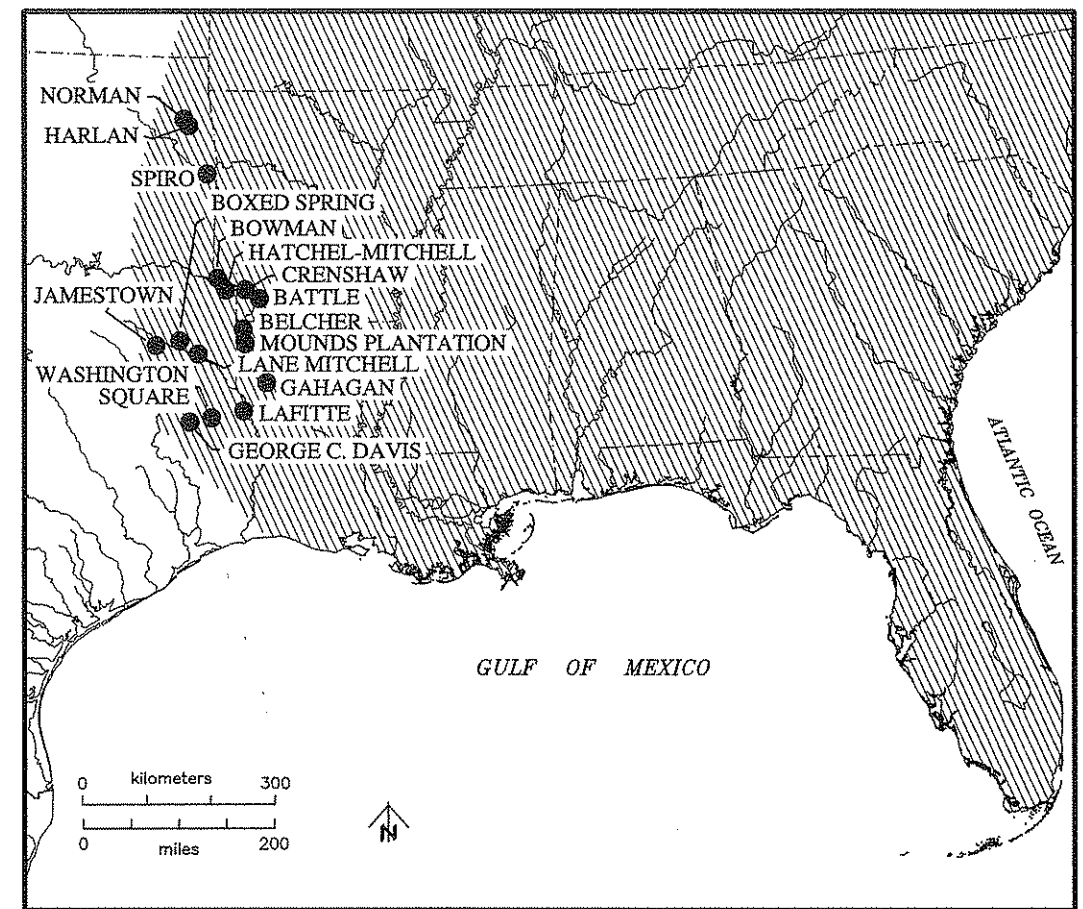 NORMAN
HARLAN
SPIRO
BOXED SPRING
BOWMAN
HATCHEL-MITCHELL
CRENSHAW
JAMESTOWN
BATTLE
BELCHER
MOUNDS PLANTATION
LANE MITCHELL
WASHINGTON
SQUARE
GAHAGAN
LAFITTE
GEORGE C. DAVIS
ATLANTIC OCEAN
GULF OF MEXICO
0 kilometers 300
0 miles 200
N